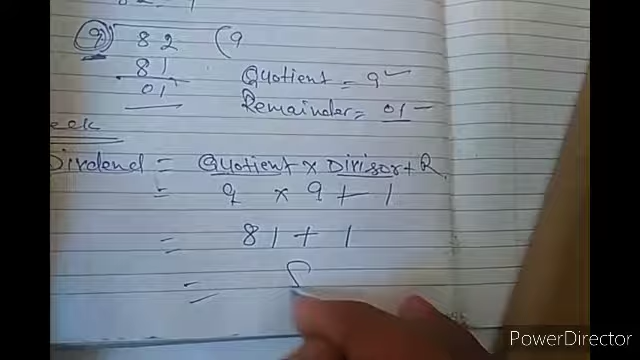 9) 82 (9
81
01
Quotient = 9
Remainder = 01
eck
Dividend = Quotient × Divisor + R
= 9 × 9 + 1
= 81 + 1
=
PowerDirector